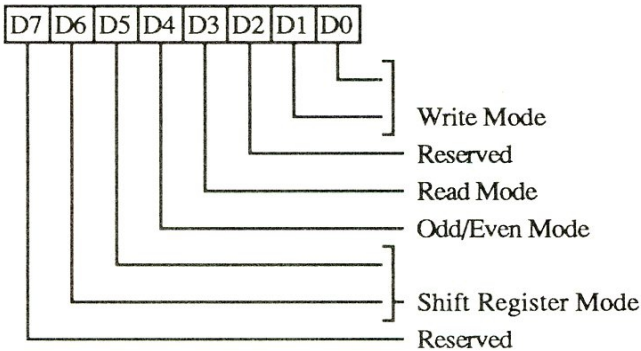 D7 D6 D5 D4 D3 D2 D1 D0
Write Mode
Reserved
Read Mode
Odd/Even Mode
Shift Register Mode
Reserved